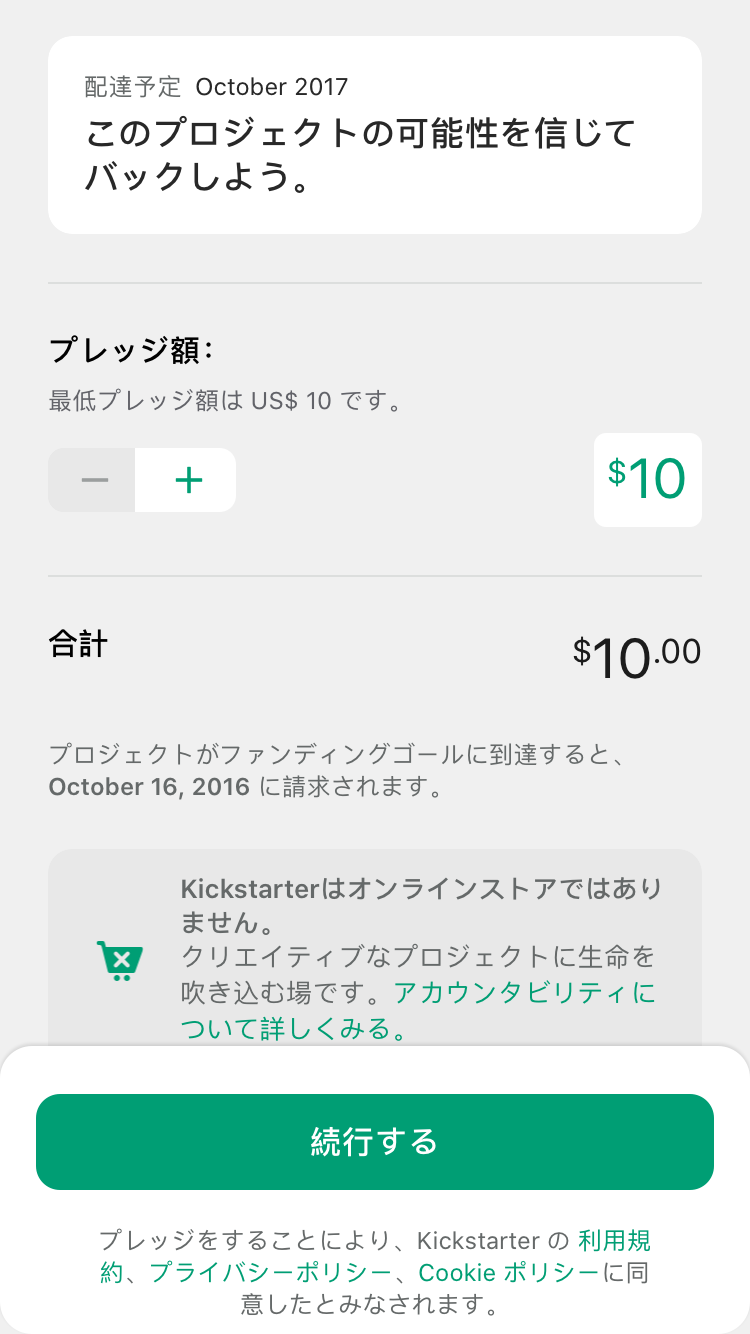 配達予定 October 2017
このプロジェクトの可能性を信じて
バックしよう。
プレッジ額:
最低プレッジ額は US$ 10 です。
− +
$10
合計
$10.00
プロジェクトがファンディングゴールに到達すると、
October 16, 2016 に請求されます。
Kickstarterはオンラインストアではあり
ません。
クリエイティブなプロジェクトに生命を
吹き込む場です。アカウンタビリティに
ついて詳しくみる。
続行する
プレッジをすることにより、Kickstarter の 利用規
約、プライバシーポリシー、Cookie ポリシーに同
意したとみなされます。